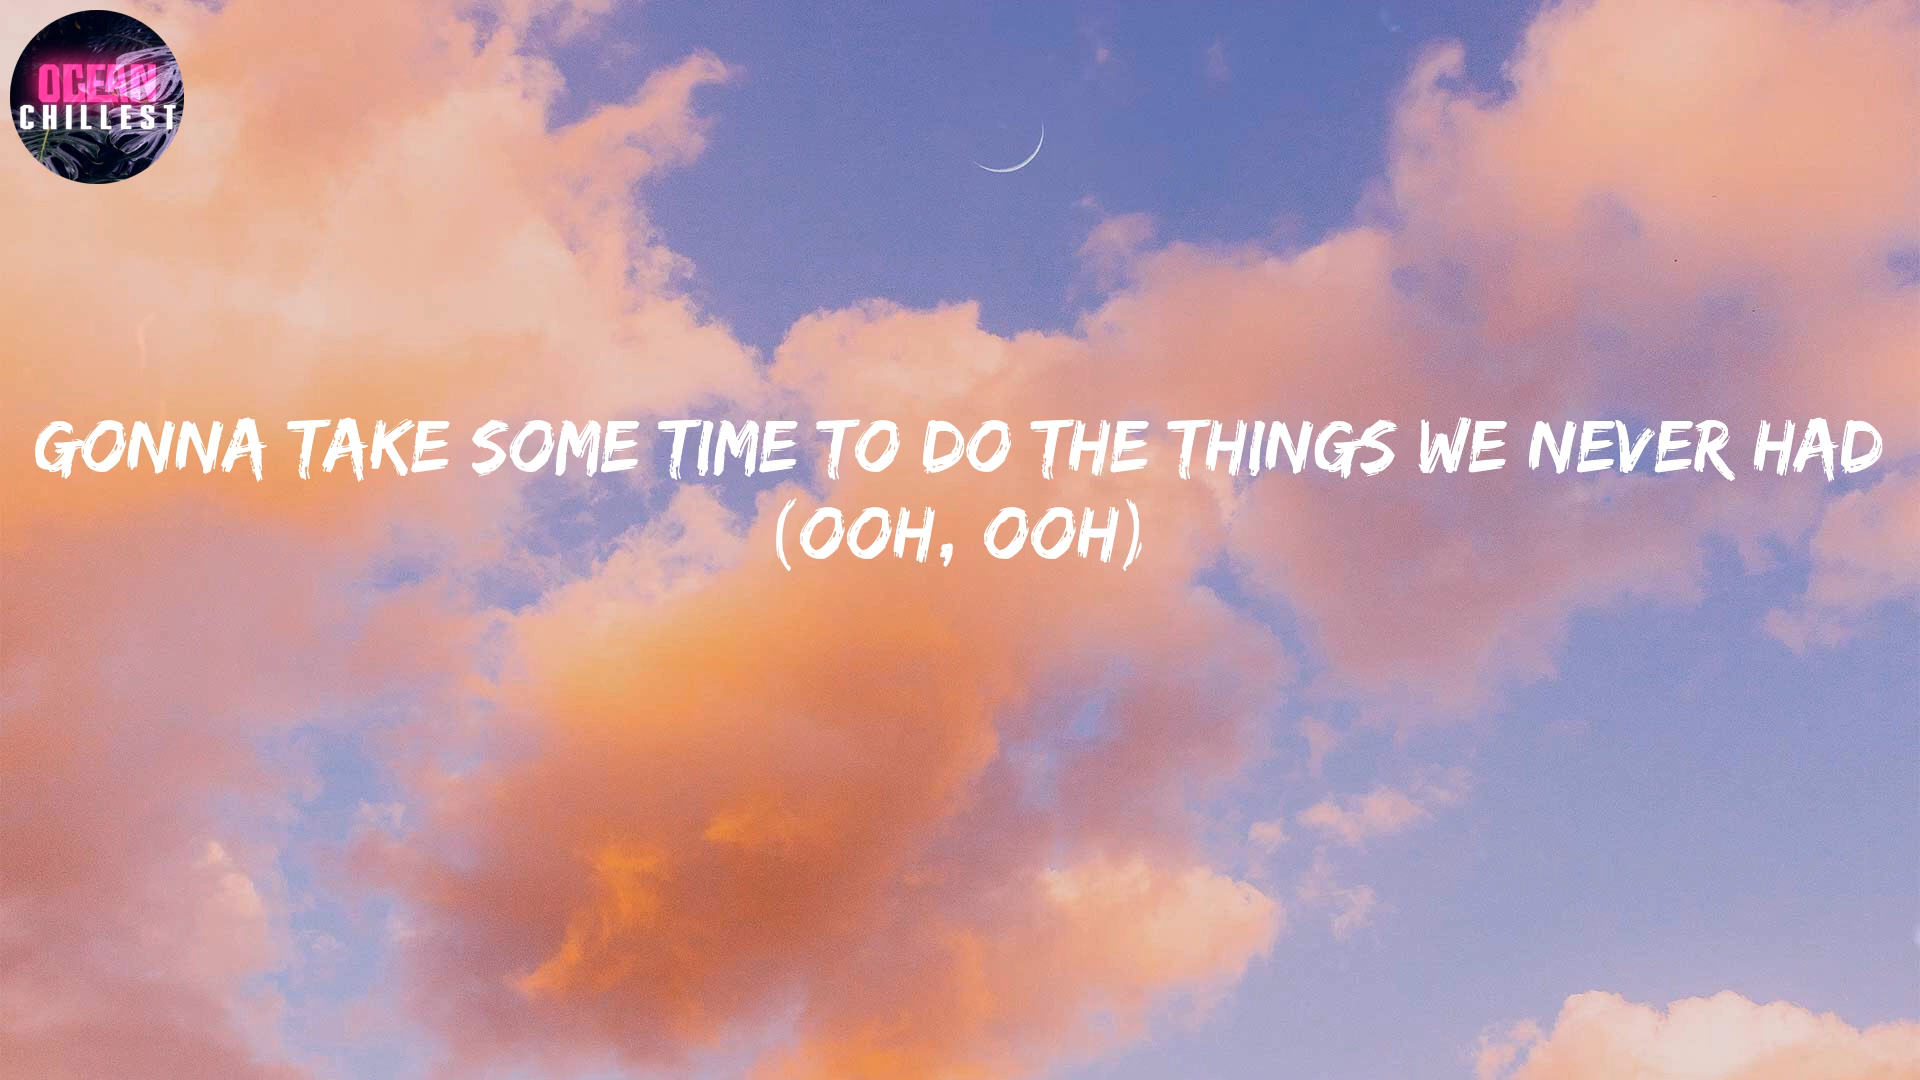 OCEAN
CHILLEST
GONNA TAKE SOME TIME TO DO THE THINGS WE NEVER HAD
(OOH, OOH)